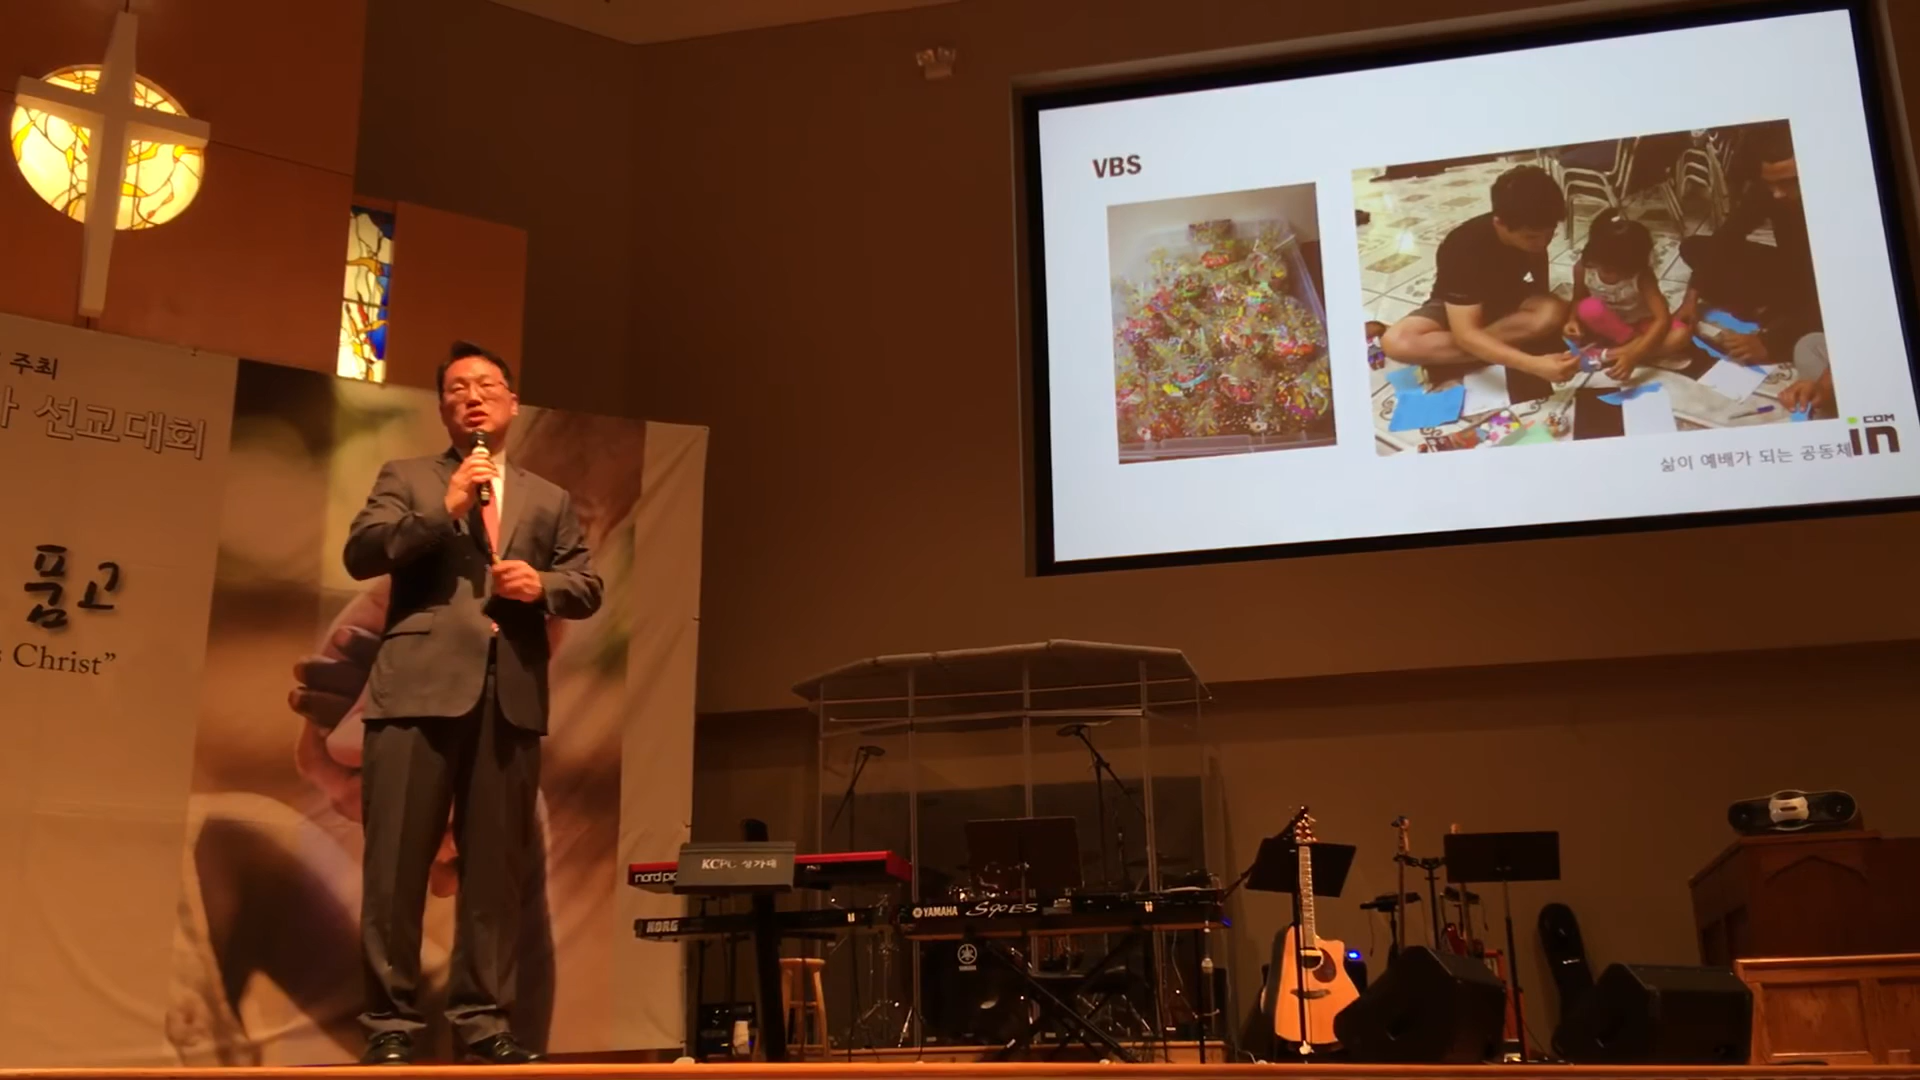 주최
선교대회
품고
Christ”
VBS
삶이 예배가 되는 공동체
COM
in
KCPC 성가대
nord
KORG
YAMAHA S90ES
YAMAHA